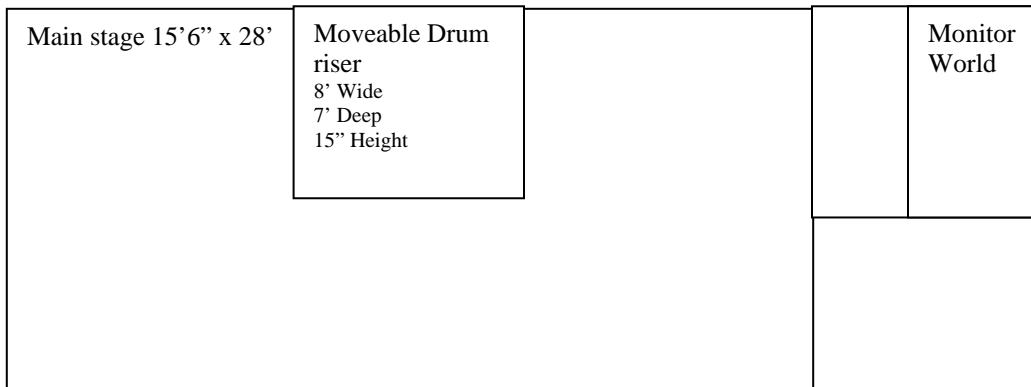 Main stage 15’6” x 28’
Moveable Drum
riser
8’ Wide
7’ Deep
15” Height
Monitor
World